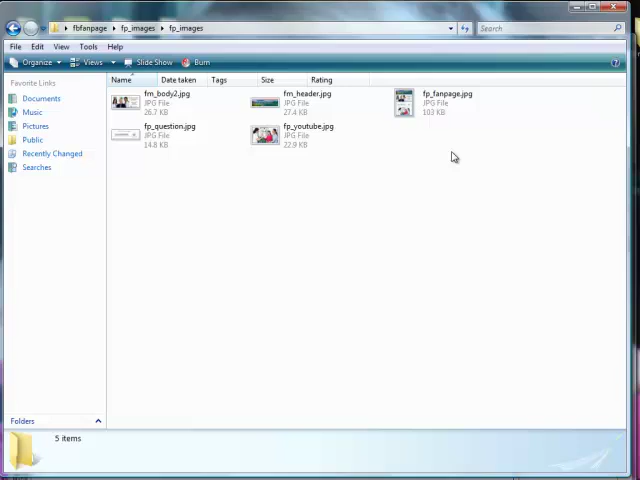 fbfanpage fp_images fp_images
Search
File Edit View Tools Help
Organize Views Slide Show Burn
Favorite Links
Documents
Music
Pictures
Public
Recently Changed
Searches
Folders
Name Date taken Tags Size Rating
fm_body2.jpg
JPG File
26.7 KB
fm_header.jpg
JPG File
27.4 KB
fp_fanpage.jpg
JPG File
103 KB
fp_question.jpg
JPG File
14.8 KB
fp_youtube.jpg
JPG File
22.9 KB
5 items